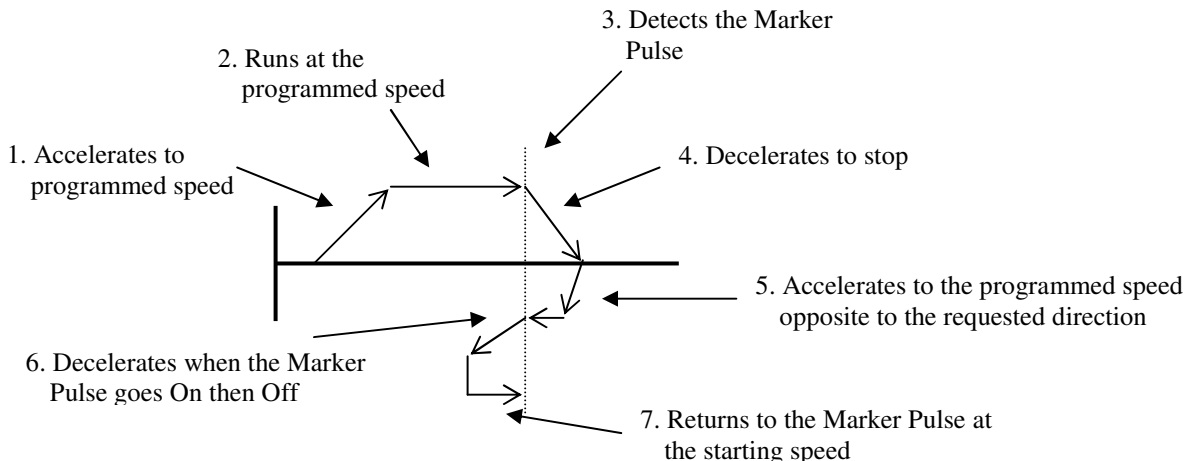 3. Detects the Marker
Pulse
2. Runs at the
programmed speed
1. Accelerates to
programmed speed
4. Decelerates to stop
5. Accelerates to the programmed speed
opposite to the requested direction
6. Decelerates when the Marker
Pulse goes On then Off
7. Returns to the Marker Pulse at
the starting speed